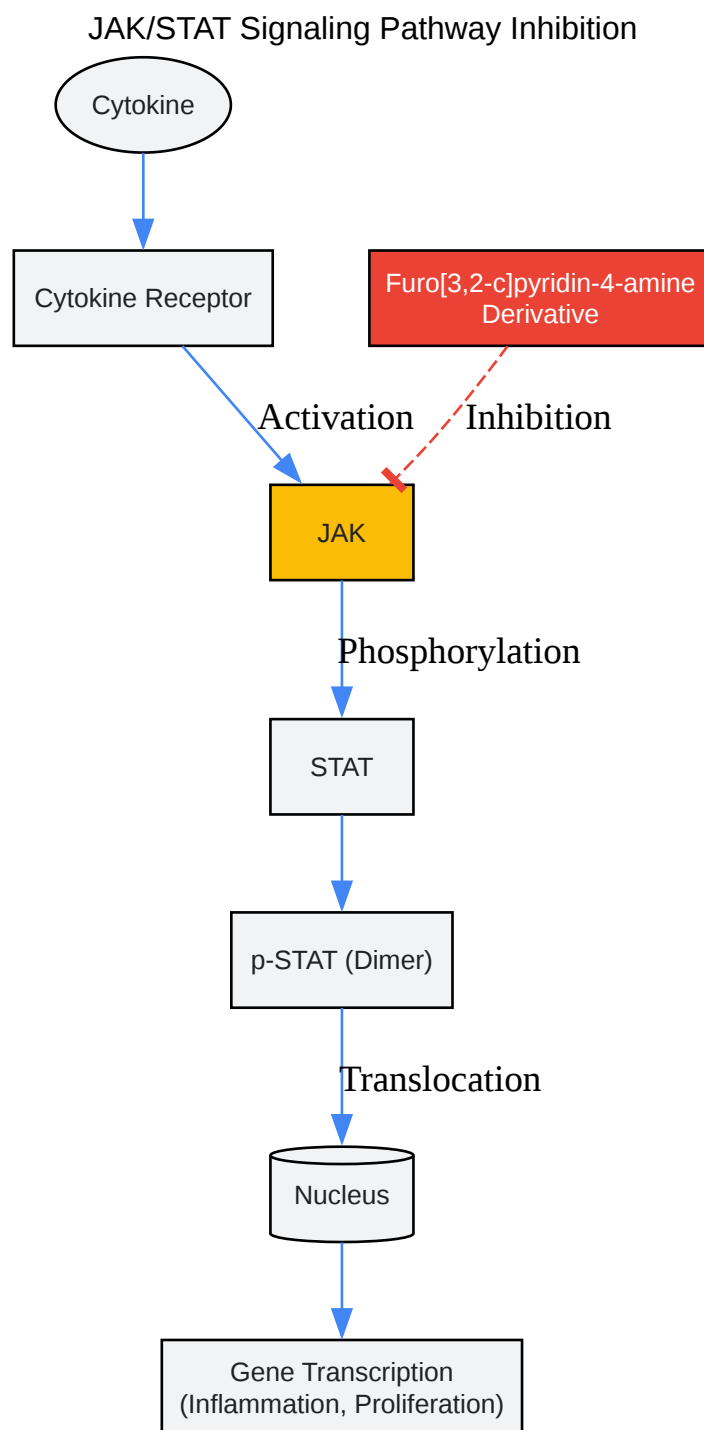 JAK/STAT Signaling Pathway Inhibition
Cytokine
Cytokine Receptor
Furo[3,2-c]pyridin-4-amine
Derivative
Activation
Inhibition
JAK
Phosphorylation
STAT
p-STAT (Dimer)
Translocation
Nucleus
Gene Transcription
(Inflammation, Proliferation)